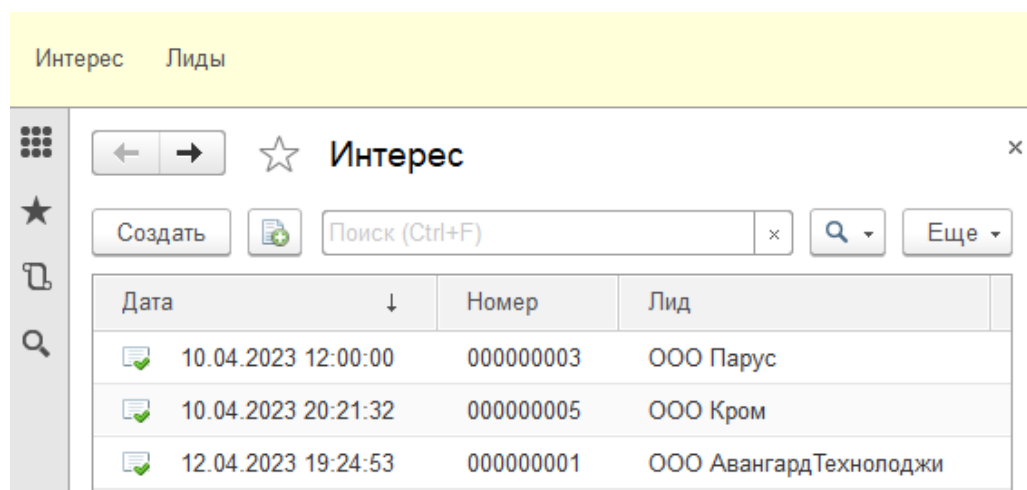 Интерес Лиды
Интерес
Создать Поиск (Ctrl+F) Еще
Дата Номер Лид
10.04.2023 12:00:00 000000003 ООО Парус
10.04.2023 20:21:32 000000005 ООО Кром
12.04.2023 19:24:53 000000001 ООО АвангардТехнолоджи